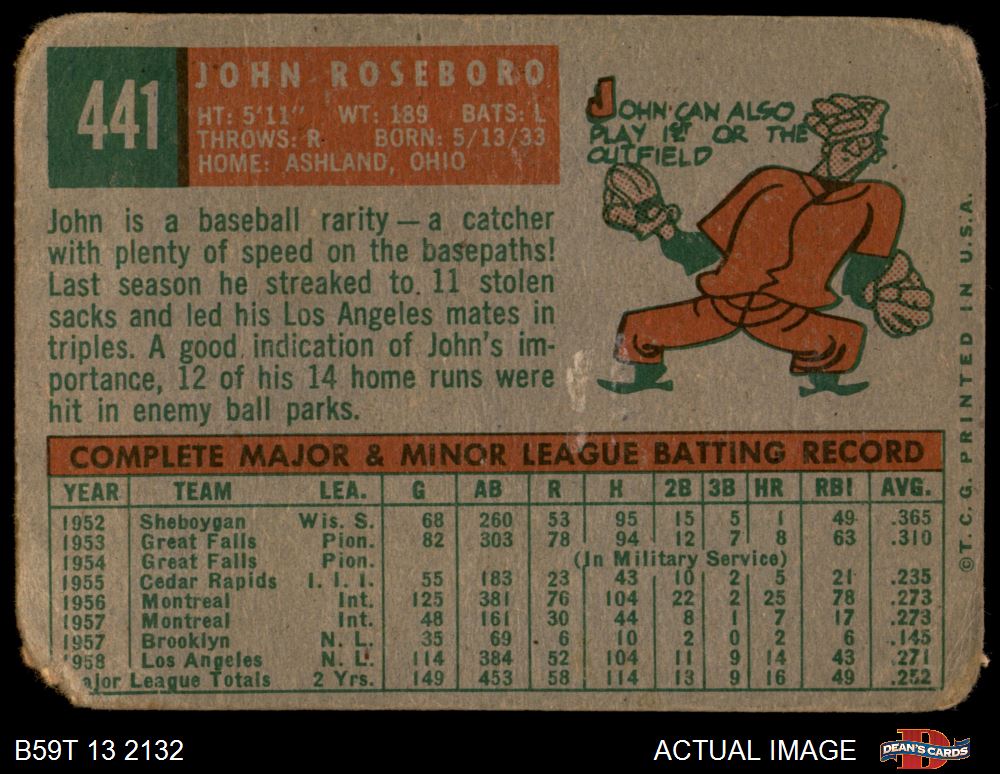 441
JOHN ROSEBORO
HT: 5'11" WT: 189 BATS: L
THROWS: R BORN: 5/13/33
HOME: ASHLAND, OHIO
JOHN CAN ALSO
PLAY 1ST OR THE
OUTFIELD
John is a baseball rarity — a catcher
with plenty of speed on the basepaths!
Last season he streaked to 11 stolen
sacks and led his Los Angeles mates in
triples. A good indication of John's im-
portance, 12 of his 14 home runs were
hit in enemy ball parks.
©T. C. G. PRINTED IN U.S.A.
COMPLETE MAJOR & MINOR LEAGUE BATTING RECORD
YEAR TEAM LEA. G AB R H 2B 3B HR RBI AVG.
1952 Sheboygan Wis. S. 68 260 53 95 15 5 1 49 .365
1953 Great Falls Pion. 82 303 78 94 12 7 8 63 .310
1954 Great Falls Pion. (In Military Service)
1955 Cedar Rapids I. I. I. 55 183 23 43 10 2 5 21 .235
1956 Montreal Int. 125 381 76 104 22 2 25 78 .273
1957 Montreal Int. 48 161 30 44 8 1 7 17 .273
1957 Brooklyn N. L. 35 69 6 10 2 0 2 6 .145
1958 Los Angeles N. L. 114 384 52 104 11 9 14 43 .271
ajor League Totals 2 Yrs. 149 453 58 114 13 9 16 49 .252
B59T 13 2132
ACTUAL IMAGE
DEAN'S CARDS